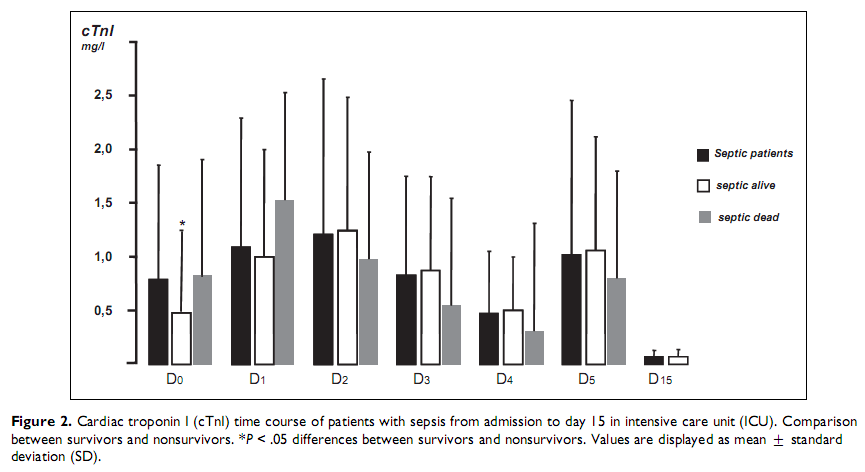 cTnI
mg/l
2,5
2,0
1,5
1,0
0,5
*
Septic patients
septic alive
septic dead
D0 D1 D2 D3 D4 D5 D15
Figure 2. Cardiac troponin I (cTnI) time course of patients with sepsis from admission to day 15 in intensive care unit (ICU). Comparison
between survivors and nonsurvivors. *P < .05 differences between survivors and nonsurvivors. Values are displayed as mean ± standard
deviation (SD).